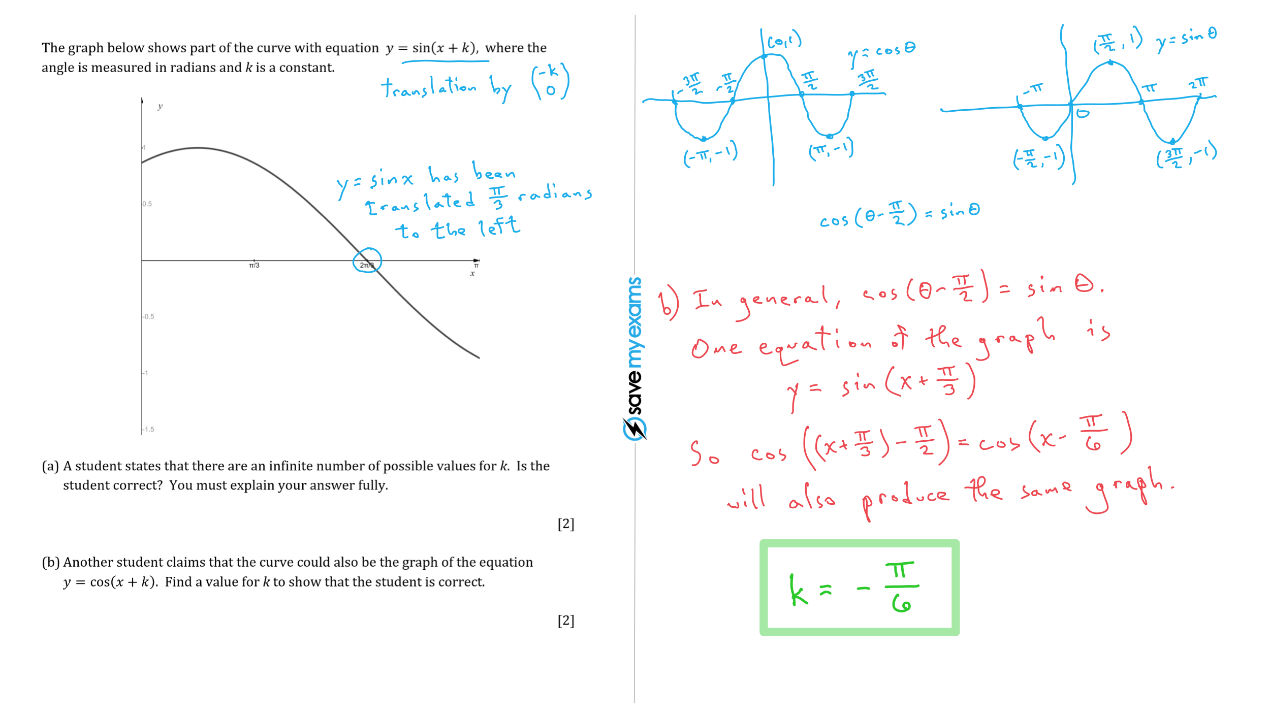 The graph below shows part of the curve with equation y = sin(x + k), where the
angle is measured in radians and k is a constant.
translation by (-k 0)
y
1
0.5
-0.5
-1
-1.5
π/3
2π/3
π
x
y = sin x has been
translated π/3 radians
to the left
(a) A student states that there are an infinite number of possible values for k. Is the
student correct? You must explain your answer fully.
[2]
(b) Another student claims that the curve could also be the graph of the equation
y = cos(x + k). Find a value for k to show that the student is correct.
[2]
save my exams
(0,1)
y = cos θ
-3π/2
-π/2
π/2
3π/2
(-π, -1)
(π, -1)
(π/2, 1)
y = sin θ
-π
0
π
2π
(-π/2, -1)
(3π/2, -1)
cos(θ - π/2) = sin θ
b) In general, cos(θ - π/2) = sin θ.
One equation of the graph is
y = sin(x + π/3)
So cos((x + π/3) - π/2) = cos(x - π/6)
will also produce the same graph.
k = - π/6